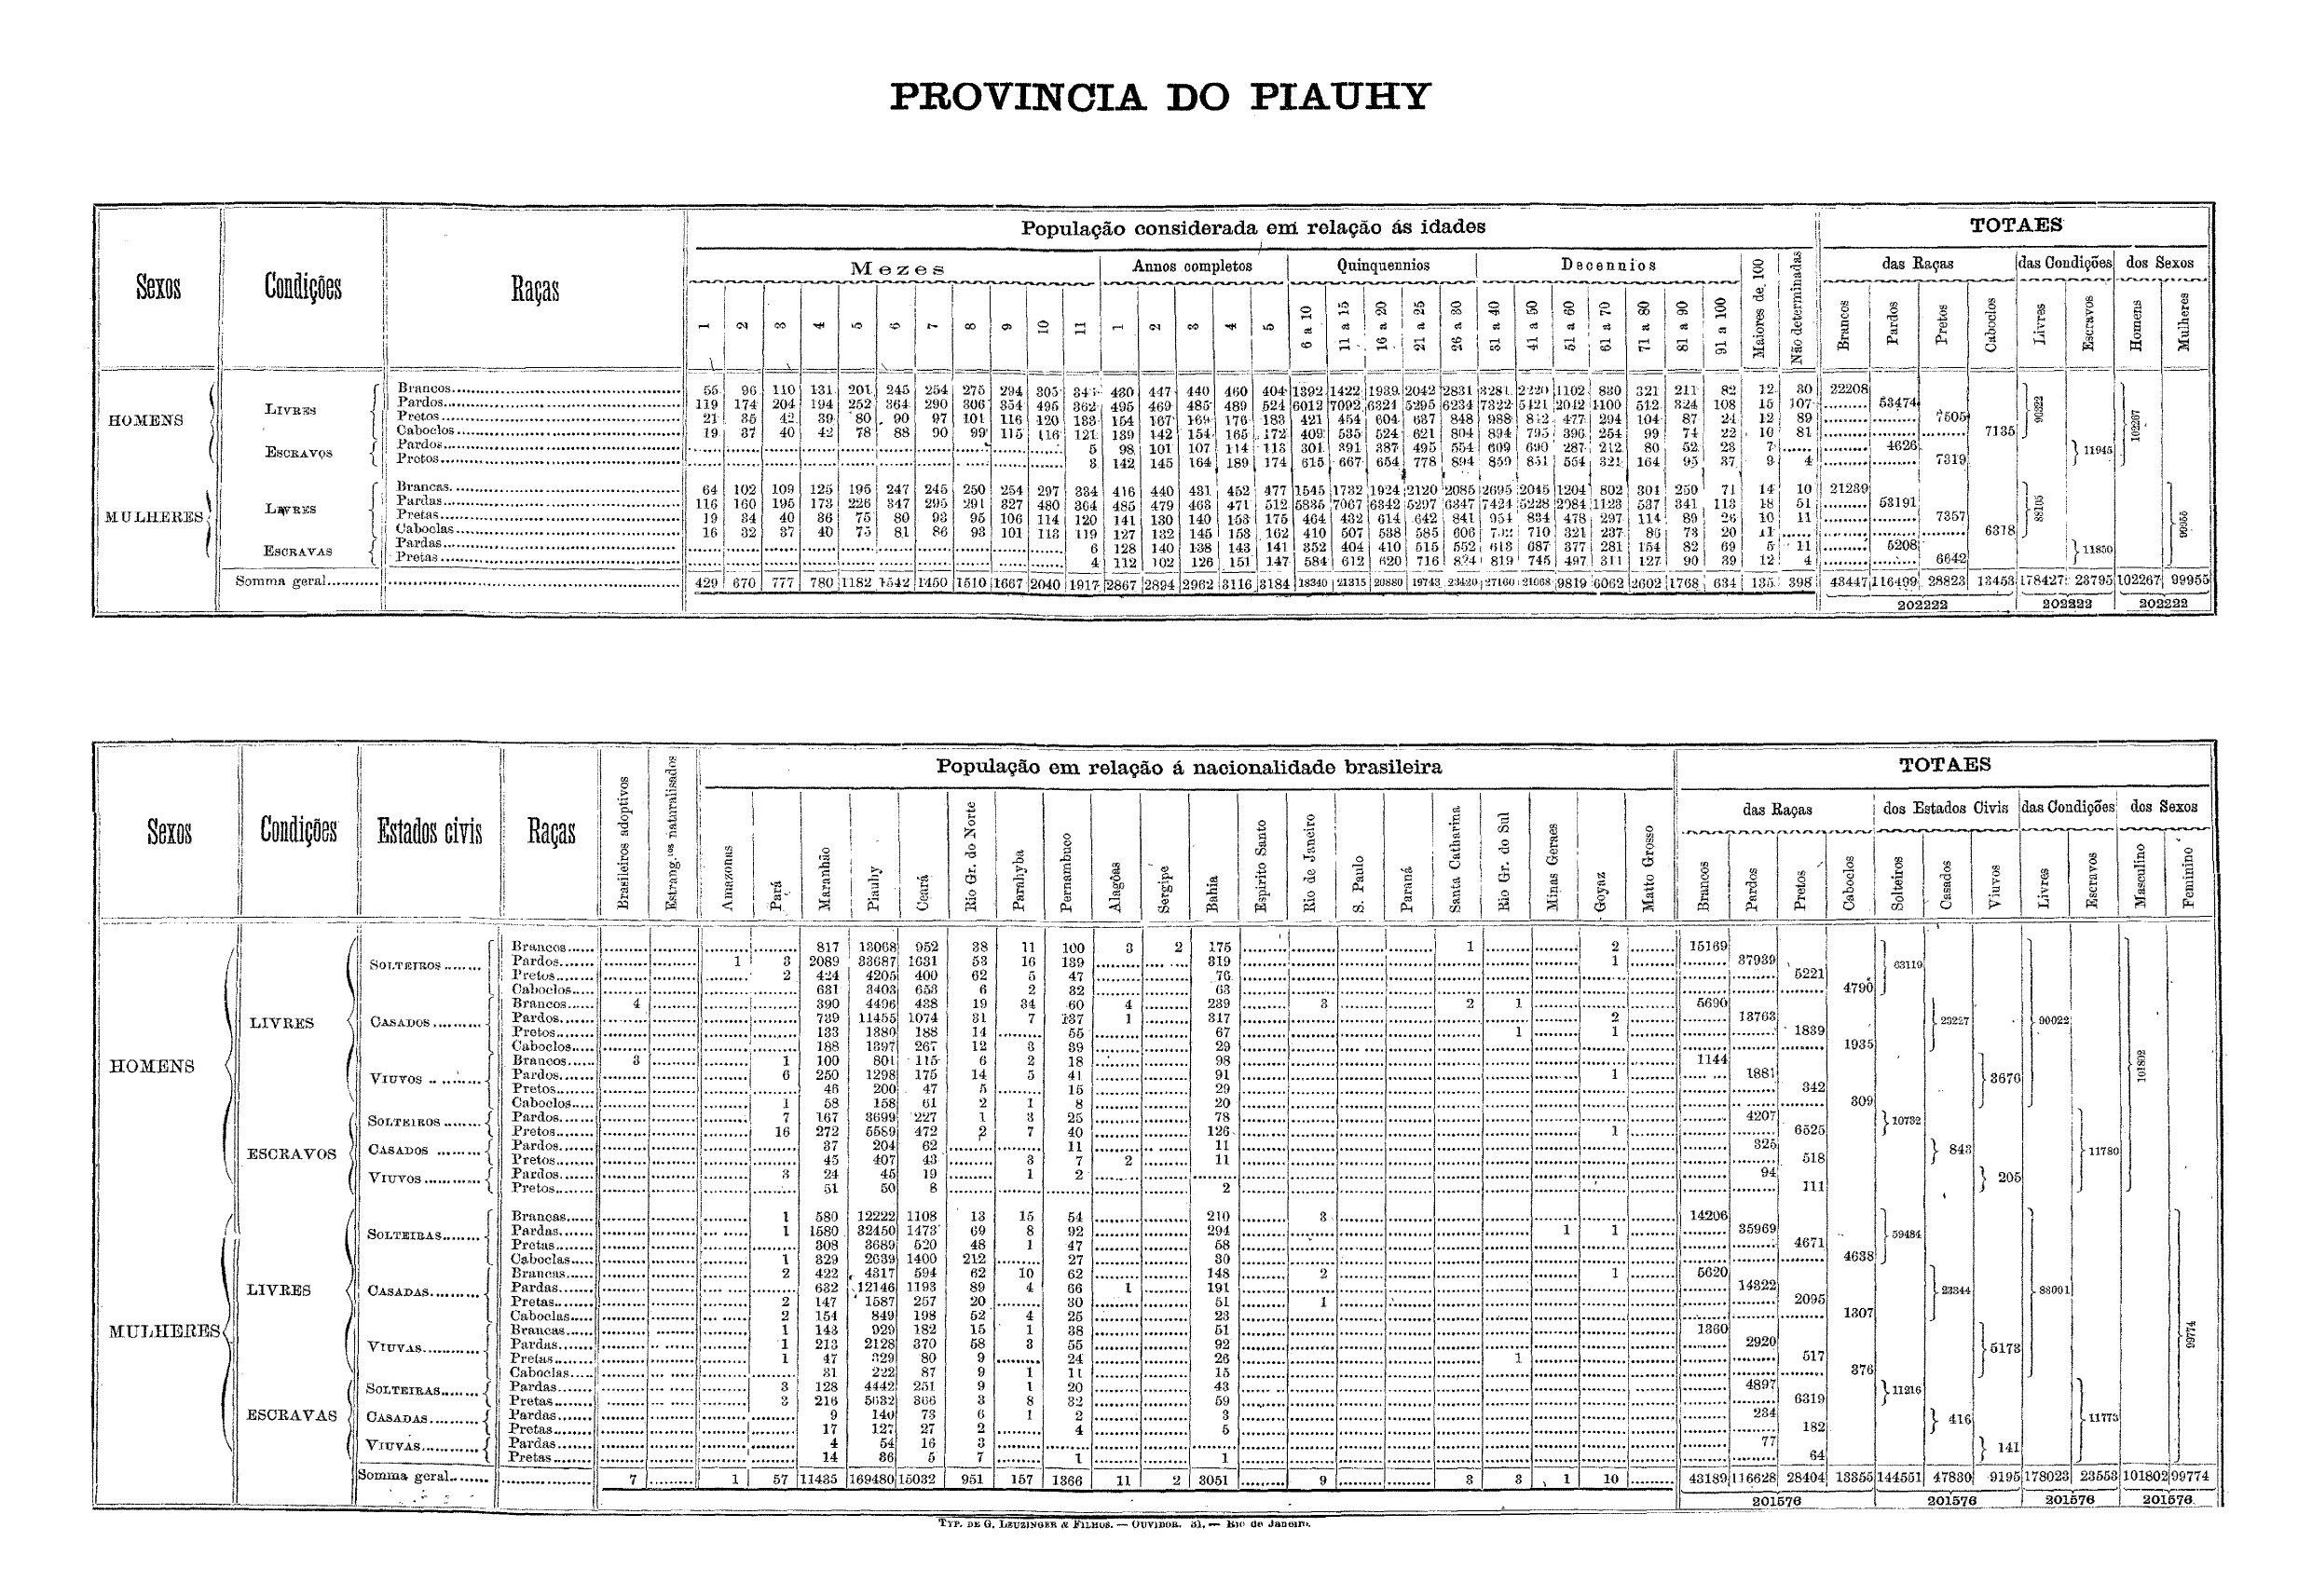 PROVINCIA DO PIAUHY
Sexos Condições Raças População considerada em relação ás idades TOTAES
Mezes Annos completos Quinquennios Decennios Maiores de 100 Não determinadas das Raças das Condições dos Sexos
1 2 3 4 5 6 7 8 9 10 11 1 2 3 4 5 6 a 10 11 a 15 16 a 20 21 a 25 26 a 30 31 a 40 41 a 50 51 a 60 61 a 70 71 a 80 81 a 90 91 a 100 Brancos Pardos Pretos Caboclos Livres Escravos Homens Mulheres
HOMENS LIVRES Brancos 55 96 110 131 201 245 254 275 294 305 430 447 440 460 404 1392 1422 1939 2042 2831 3281 2220 1102 830 321 211 82 12 30 22208
Pardos 119 174 204 194 252 364 290 306 354 495 362 495 469 485 489 524 6012 7092 6324 5295 6234 7322 5421 2042 1100 512 324 108 15 107 53474
Pretos 21 35 42 39 80 90 97 101 116 120 183 154 167 169 176 183 421 454 604 637 848 988 842 477 294 104 87 24 12 89 7505
Caboclos 19 37 40 42 78 88 90 99 115 116 121 139 142 154 165 172 409 535 524 621 804 894 795 396 254 99 74 22 10 81 7135 90322
ESCRAVOS Pardos 5 98 101 107 114 113 301 391 387 495 554 609 690 287 212 80 52 23 7 4626
Pretos 3 142 145 164 189 174 615 667 654 778 894 859 851 554 321 164 95 37 9 4 7319 11945 102267
MULHERES LIVRES Brancas 64 102 109 125 195 247 245 250 254 297 334 416 440 431 452 477 1545 1732 1924 2120 2085 2695 2045 1204 802 301 250 71 14 10 21239
Pardas 116 160 195 173 226 347 295 291 327 480 364 485 479 463 471 512 5835 7067 6342 5297 6347 7424 5228 2984 1123 537 341 113 18 51 53191
Pretas 19 34 40 36 75 80 93 95 106 114 120 141 130 140 153 175 464 432 614 642 841 954 834 478 297 114 89 26 10 11 7357
Caboclas 16 32 37 40 75 81 86 93 101 113 119 127 132 145 153 162 410 507 538 585 606 710 321 237 86 73 20 11 6318 88105
ESCRAVAS Pardas 6 128 140 138 143 141 352 404 410 515 552 613 687 377 281 154 82 69 5 11 5208
Pretas 4 112 102 126 151 147 584 612 620 716 824 819 745 497 311 127 90 39 12 4 6642 11850 99955
Somma geral 429 670 777 780 1182 1542 1450 1510 1667 2040 1917 2867 2894 2962 3116 3184 18340 21315 20880 19743 23420 27160 21068 9819 6062 2602 1768 634 135 398 43447 116499 28823 13453 178427 23795 102267 99955
202222 202222 202222
Sexos Condições Estados civis Raças Brasileiros adoptivos Estrang.ros naturalisados População em relação á nacionalidade brasileira TOTAES
das Raças dos Estados Civis das Condições dos Sexos
Amazonas Pará Maranhão Piauhy Ceará Rio Gr. do Norte Parahyba Pernambuco Alagôas Sergipe Bahia Espirito Santo Rio de Janeiro S. Paulo Paraná Santa Catharina Rio Gr. do Sul Minas Geraes Goyaz Matto Grosso Brancos Pardos Pretos Caboclos Solteiros Casados Viuvos Livres Escravos Masculino Feminino
HOMENS LIVRES SOLTEIROS Brancos 817 13068 952 38 11 100 3 2 175 1 2 15169
Pardos 1 3 2089 33687 1631 53 16 139 319 1 37939
Pretos 2 424 4205 400 62 5 47 76 5221
Caboclos 631 3403 653 6 2 32 63 4790 63119
CASADOS Brancos 4 390 4496 438 19 34 60 4 239 3 2 1 5690
Pardos 739 11455 1074 31 7 137 1 317 2 13763
Pretos 133 1380 188 14 55 67 1 1 1839
Caboclos 188 1397 267 12 3 39 29 1935 23227
VIUVOS Brancos 3 1 100 801 115 6 2 18 98 1144
Pardos 6 250 1298 175 14 5 41 91 1 1881
Pretos 46 200 47 5 15 29 342
Caboclos 1 58 158 61 2 1 8 20 309 3676 90022
ESCRAVOS SOLTEIROS Pardos 7 167 3699 227 1 3 25 78 4207
Pretos 16 272 5589 472 2 7 40 126 1 6525 10732
CASADOS Pardos 37 204 62 11 11 325
Pretos 45 407 43 3 7 2 11 518 843
VIUVOS Pardos 3 24 45 19 1 2 94
Pretos 51 50 8 2 111 205 11780 101802
MULHERES LIVRES SOLTEIRAS Brancas 1 580 12222 1108 13 15 54 210 3 14206
Pardas 1 1580 32450 1473 69 8 92 294 1 1 35969
Pretas 308 3689 520 48 1 47 58 4671
Caboclas 1 329 2639 1400 212 27 30 4638 59484
CASADAS Brancas 2 422 4317 594 62 10 62 148 2 1 5620
Pardas 632 12146 1193 89 4 66 1 191 14322
Pretas 2 147 1587 257 20 30 51 1 2095
Caboclas 2 154 849 198 52 4 25 23 1307 23344
VIUVAS Brancas 1 143 929 182 15 1 38 51 1360
Pardas 1 213 2128 370 58 3 55 92 2920
Pretas 1 47 329 80 9 24 26 1 517
Caboclas 31 222 87 9 1 11 15 376 5173 88001
ESCRAVAS SOLTEIRAS Pardas 3 128 4442 251 9 1 20 43 4897
Pretas 3 216 5632 366 3 8 32 59 6319 11216
CASADAS Pardas 9 140 73 6 1 2 3 234
Pretas 17 127 27 2 4 5 182 416
VIUVAS Pardas 4 54 16 3 77
Pretas 14 36 5 7 1 1 64 141 11773 99774
Somma geral 7 1 57 11435 169480 15032 951 157 1366 11 2 3051 9 3 3 1 10 43189 116628 28404 13355 144551 47830 9195 178023 23553 101802 99774
201576 201576 201576 201576
TYP. DE G. LEUZINGER & FILHOS. — OUVIDOR. 31. — Rio de Janeiro.